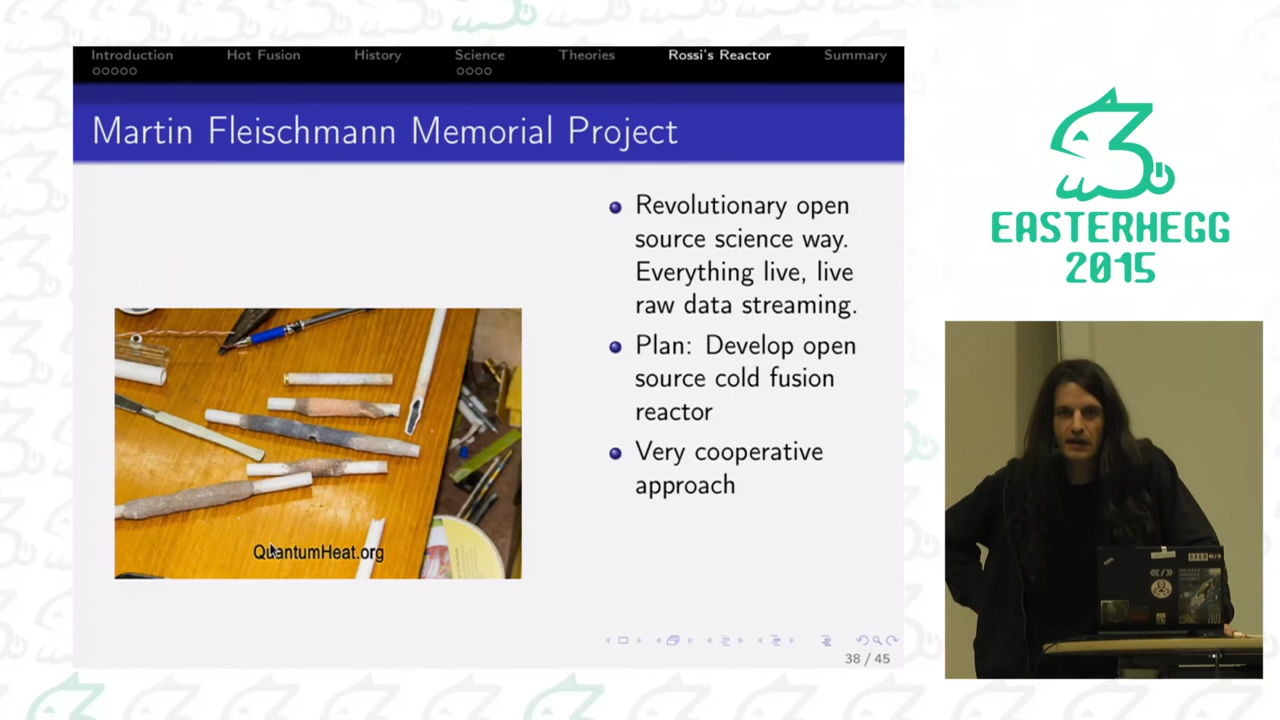 Introduction Hot Fusion History Science Theories Rossi's Reactor Summary
Martin Fleischmann Memorial Project
Revolutionary open
source science way.
Everything live, live
raw data streaming.
Plan: Develop open
source cold fusion
reactor
Very cooperative
approach
QuantumHeat.org
38 / 45
EASTERHEGG
2015